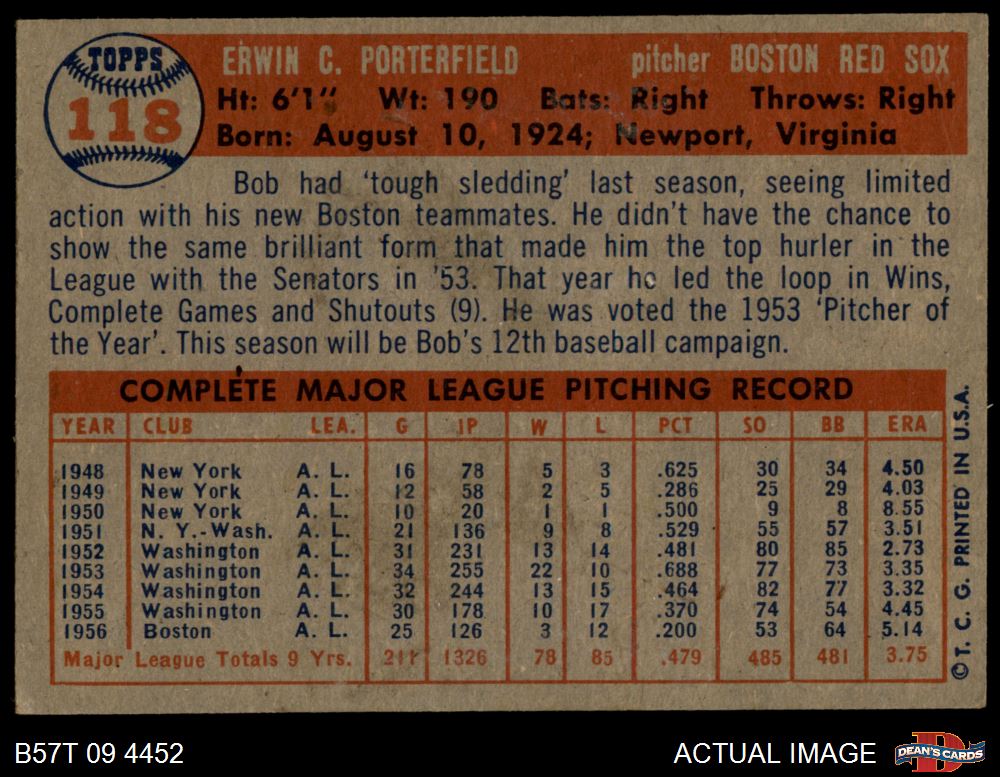 TOPPS
118
ERWIN C. PORTERFIELD pitcher BOSTON RED SOX
Ht: 6'1" Wt: 190 Bats: Right Throws: Right
Born: August 10, 1924; Newport, Virginia
Bob had 'tough sledding' last season, seeing limited
action with his new Boston teammates. He didn't have the chance to
show the same brilliant form that made him the top hurler in the
League with the Senators in '53. That year he led the loop in Wins,
Complete Games and Shutouts (9). He was voted the 1953 'Pitcher of
the Year'. This season will be Bob's 12th baseball campaign.
COMPLETE MAJOR LEAGUE PITCHING RECORD
YEAR CLUB LEA. G IP W L PCT SO BB ERA
1948 New York A. L. 16 78 5 3 .625 30 34 4.50
1949 New York A. L. 12 58 2 5 .286 25 29 4.03
1950 New York A. L. 10 20 1 1 .500 9 8 8.55
1951 N. Y.-Wash. A. L. 21 136 9 8 .529 55 57 3.51
1952 Washington A. L. 31 231 13 14 .481 80 85 2.73
1953 Washington A. L. 34 255 22 10 .688 77 73 3.35
1954 Washington A. L. 32 244 13 15 .464 82 77 3.32
1955 Washington A. L. 30 178 10 17 .370 74 54 4.45
1956 Boston A. L. 25 126 3 12 .200 53 64 5.14
Major League Totals 9 Yrs. 211 1326 78 85 .479 485 481 3.75
©T. C. G. PRINTED IN U.S.A.
B57T 09 4452 ACTUAL IMAGE
DEAN'S CARDS